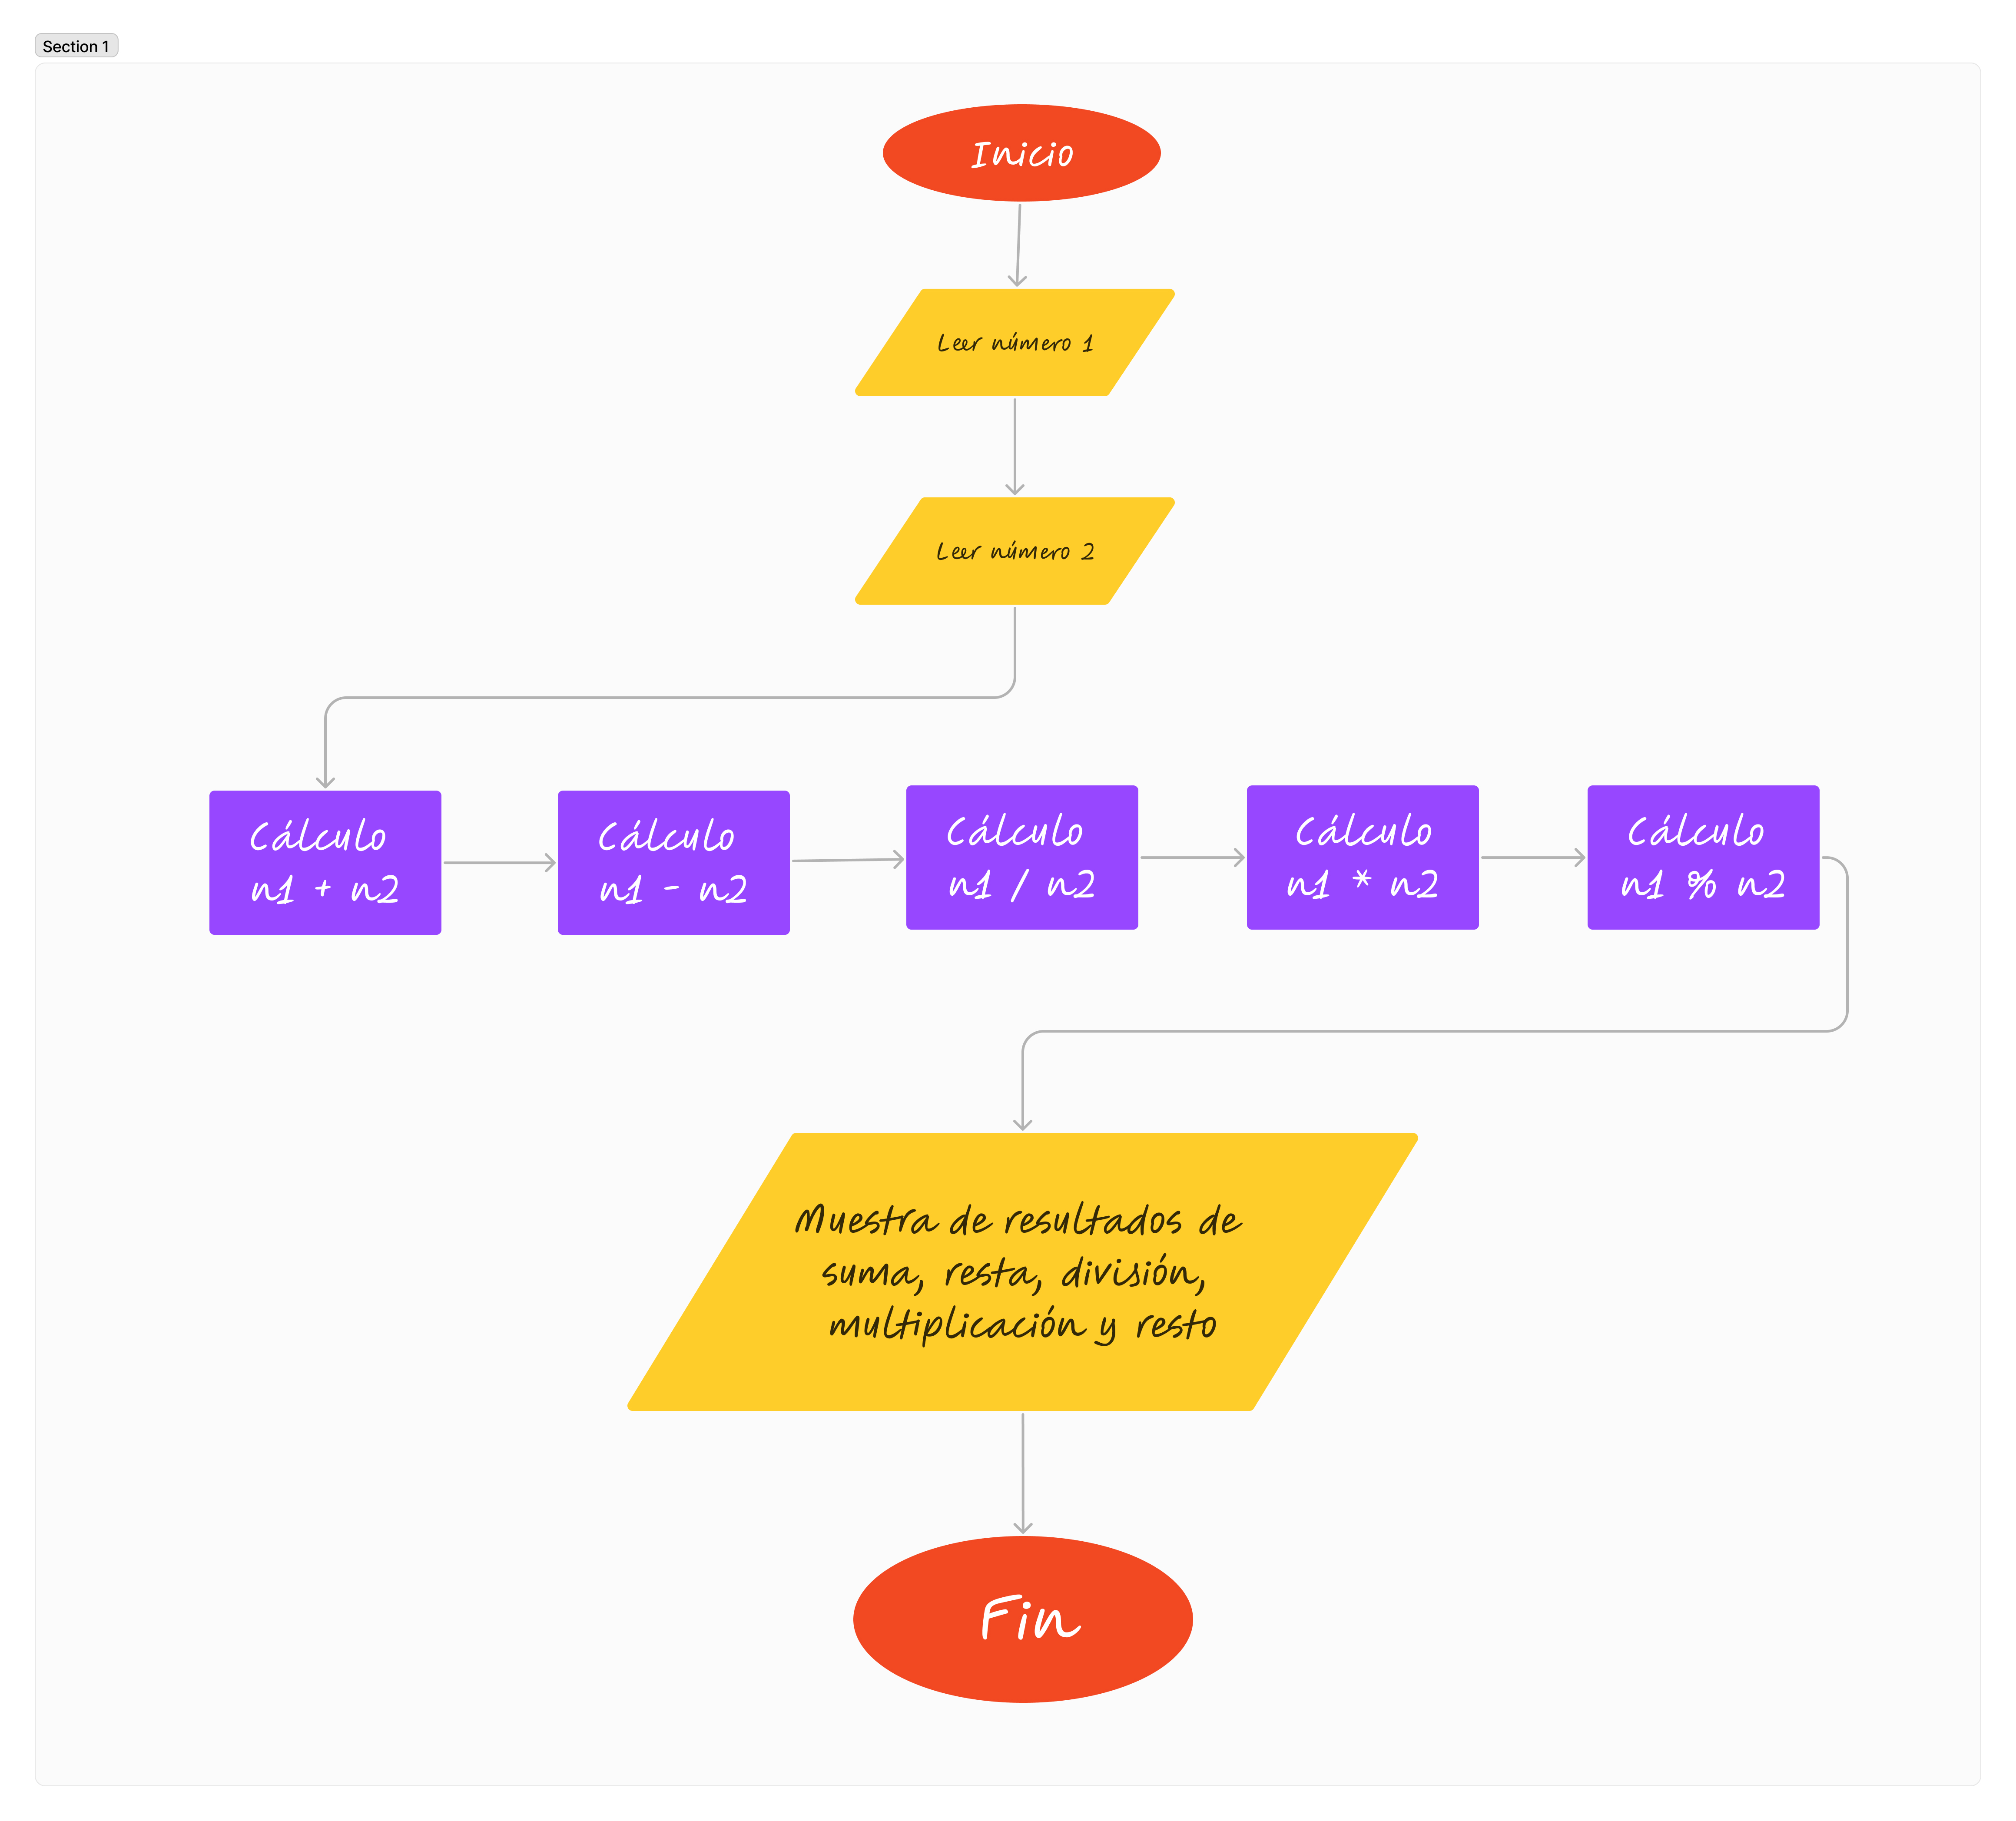 Section 1
Inicio
Leer número 1
Leer número 2
Cálculo
n1 + n2
Cálculo
n1 - n2
Cálculo
n1 / n2
Cálculo
n1 * n2
Cálculo
n1 % n2
Muestra de resultados de
suma, resta, división,
multiplicación y resto
Fin